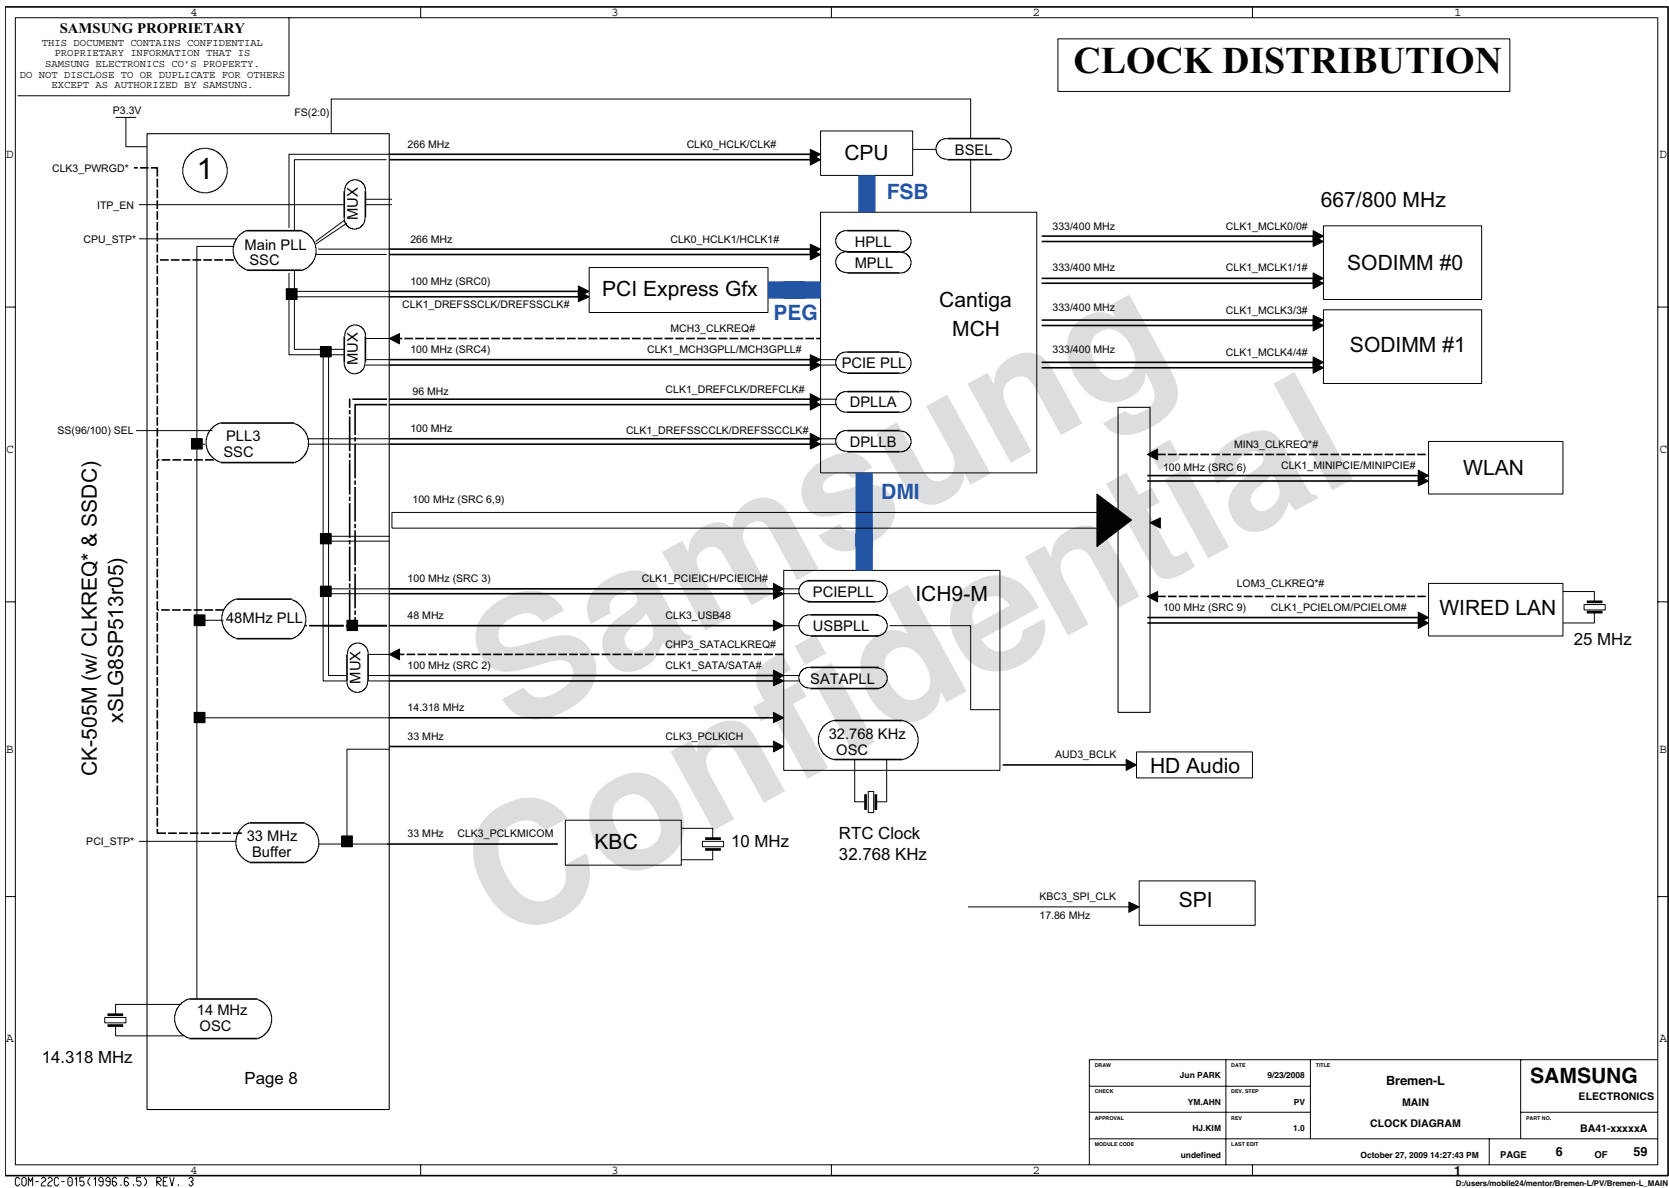 4 3 2 1
SAMSUNG PROPRIETARY
THIS DOCUMENT CONTAINS CONFIDENTIAL
PROPRIETARY INFORMATION THAT IS
SAMSUNG ELECTRONICS CO'S PROPERTY.
DO NOT DISCLOSE TO OR DUPLICATE FOR OTHERS
EXCEPT AS AUTHORIZED BY SAMSUNG.
CLOCK DISTRIBUTION
P3.3V
FS(2:0)
D
D
1
266 MHz
CLK0_HCLK/CLK#
CPU
BSEL
CLK3_PWRGD*
FSB
ITP_EN
MUX
667/800 MHz
CPU_STP*
Main PLL
SSC
266 MHz
CLK0_HCLK1/HCLK1#
HPLL
MPLL
333/400 MHz
CLK1_MCLK0/0#
333/400 MHz
CLK1_MCLK1/1#
SODIMM #0
100 MHz (SRC0)
CLK1_DREFSSCLK/DREFSSCLK#
PCI Express Gfx
PEG
Cantiga
MCH
333/400 MHz
CLK1_MCLK3/3#
333/400 MHz
CLK1_MCLK4/4#
SODIMM #1
MUX
MCH3_CLKREQ#
100 MHz (SRC4)
CLK1_MCH3GPLL/MCH3GPLL#
PCIE PLL
96 MHz
CLK1_DREFCLK/DREFCLK#
DPLLA
SS(96/100) SEL
PLL3
SSC
100 MHz
CLK1_DREFSSCCLK/DREFSSCCLK#
DPLLB
C
C
MIN3_CLKREQ*#
100 MHz (SRC 6)
CLK1_MINIPCIE/MINIPCIE#
WLAN
DMI
100 MHz (SRC 6,9)
CK-505M (w/ CLKREQ* & SSDC)
xSLG8SP513r05)
100 MHz (SRC 3)
CLK1_PCIEICH/PCIEICH#
PCIEPLL
ICH9-M
LOM3_CLKREQ*#
100 MHz (SRC 9)
CLK1_PCIELOM/PCIELOM#
WIRED LAN
25 MHz
48MHz PLL
48 MHz
CLK3_USB48
USBPLL
MUX
CHP3_SATACLKREQ#
100 MHz (SRC 2)
CLK1_SATA/SATA#
SATAPLL
14.318 MHz
33 MHz
CLK3_PCLKICH
32.768 KHz
OSC
B
B
AUD3_BCLK
HD Audio
PCI_STP*
33 MHz
Buffer
33 MHz
CLK3_PCLKMICOM
KBC
10 MHz
RTC Clock
32.768 KHz
KBC3_SPI_CLK
17.86 MHz
SPI
14 MHz
OSC
14.318 MHz
Page 8
A
A
Samsung
Confidential
DRAW
Jun PARK
DATE
9/23/2008
TITLE
Bremen-L
MAIN
CLOCK DIAGRAM
SAMSUNG
ELECTRONICS
CHECK
YM.AHN
DEV. STEP
PV
APPROVAL
HJ.KIM
REV
1.0
PART NO.
BA41-xxxxxA
MODULE CODE
undefined
LAST EDIT
October 27, 2009 14:27:43 PM
PAGE 6 OF 59
4 3 2 1
COM-22C-015(1996.6.5) REV. 3
D:/users/mobile24/mentor/Bremen-L/PV/Bremen-L_MAIN